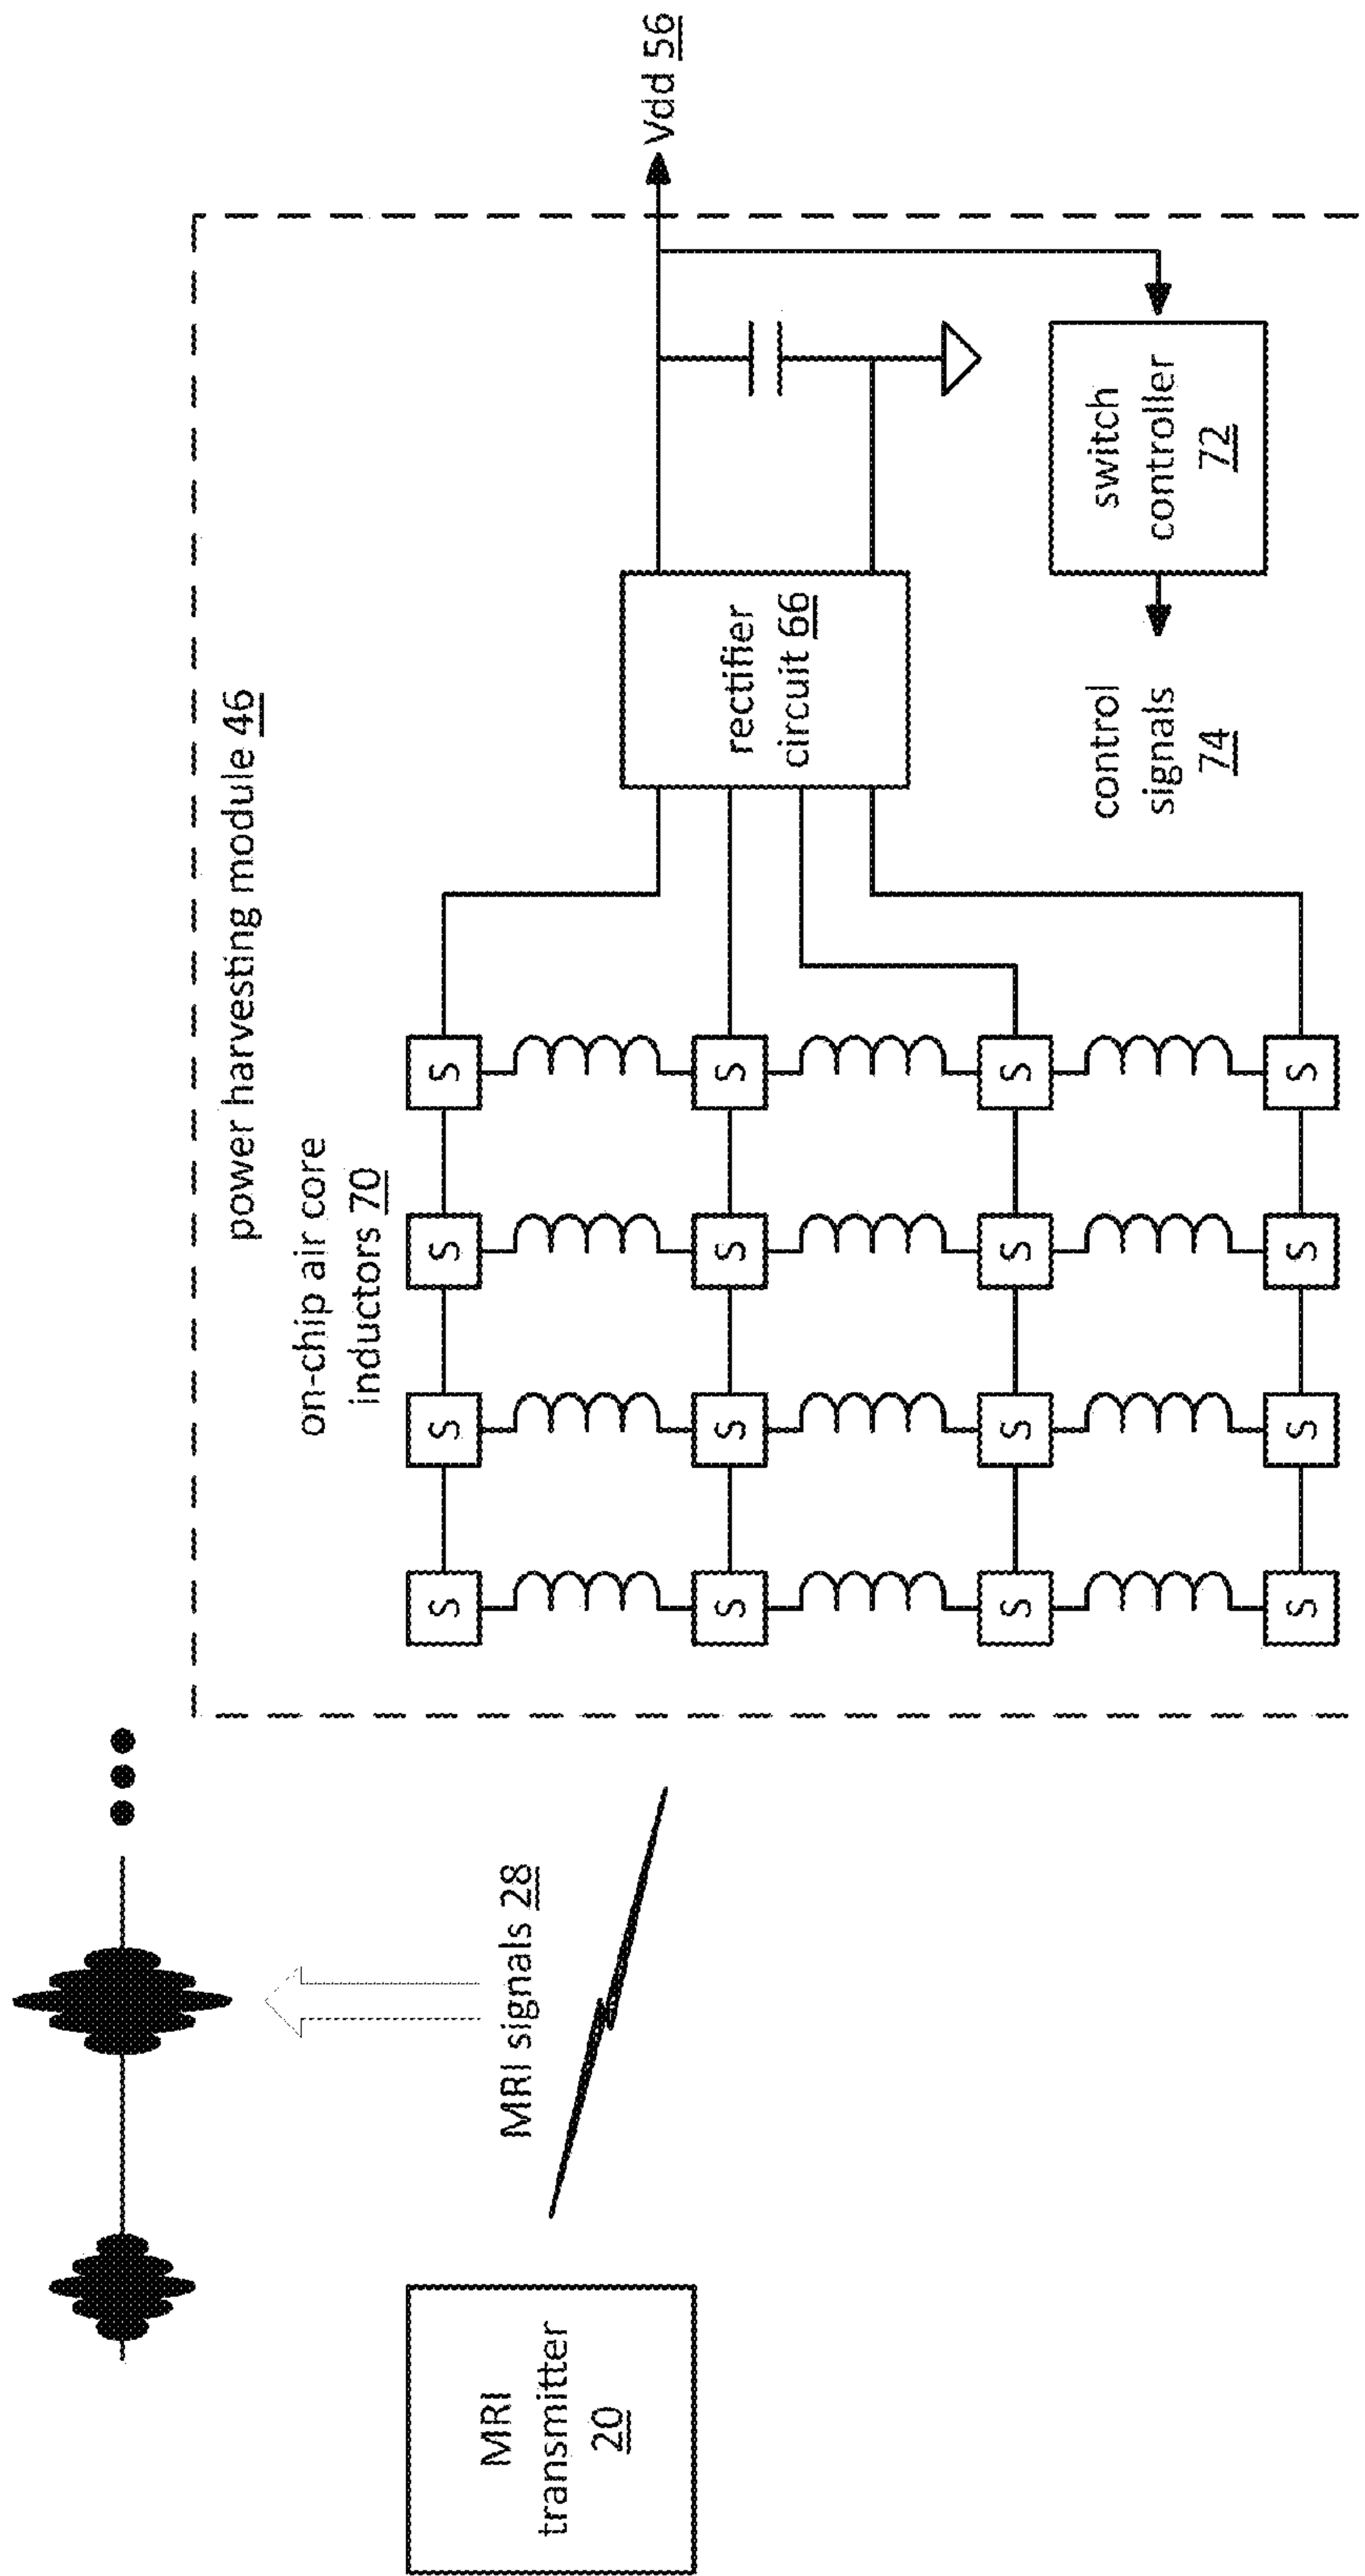 MRI
transmitter
20
MRI signals 28
power harvesting module 46
on-chip air core
inductors 70
S S S S
S S S S
S S S S
S S S S
rectifier
circuit 66
control
signals
74
switch
controller
72
Vdd 56